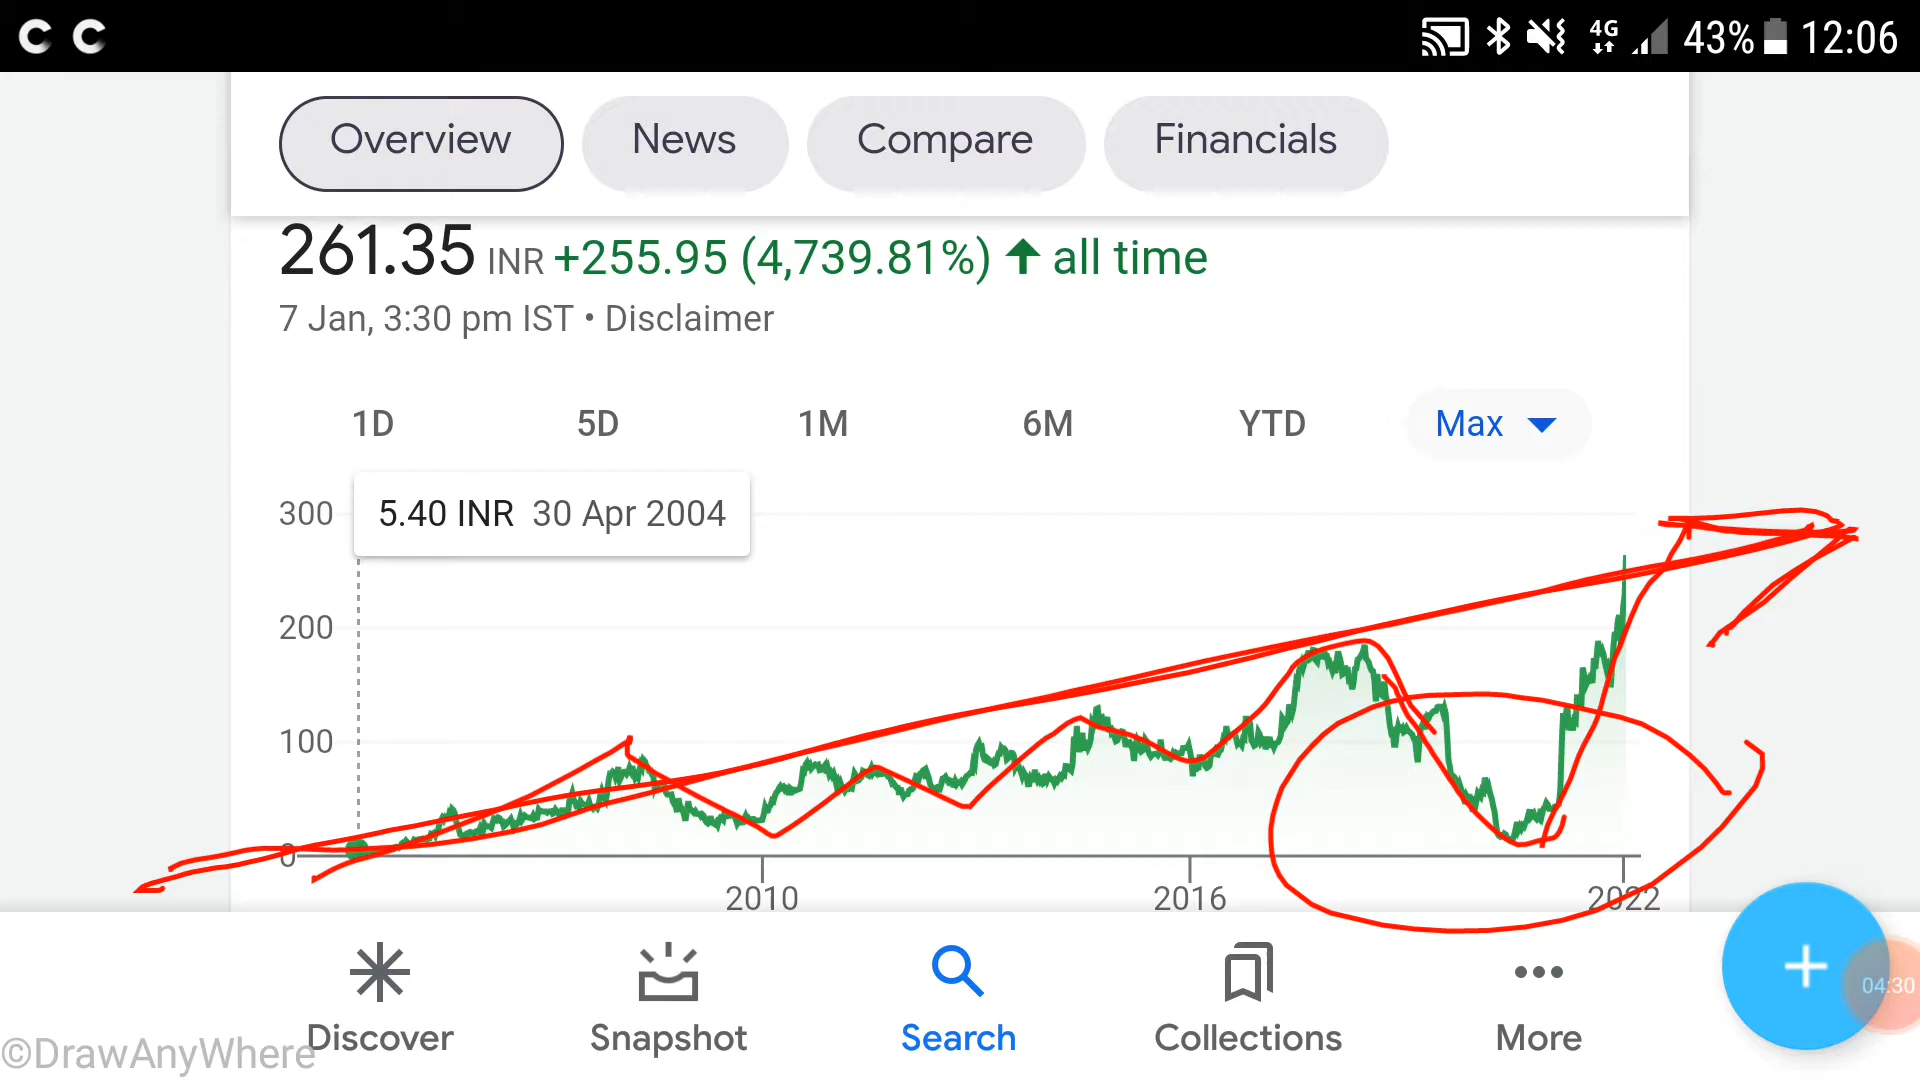 C C 4G 43% 12:06
Overview News Compare Financials
261.35 INR +255.95 (4,739.81%) ↑ all time
7 Jan, 3:30 pm IST • Disclaimer
1D 5D 1M 6M YTD Max
300
5.40 INR 30 Apr 2004
200
100
0
2010 2016 2022
+
04:30
Discover Snapshot Search Collections More
©DrawAnyWhere